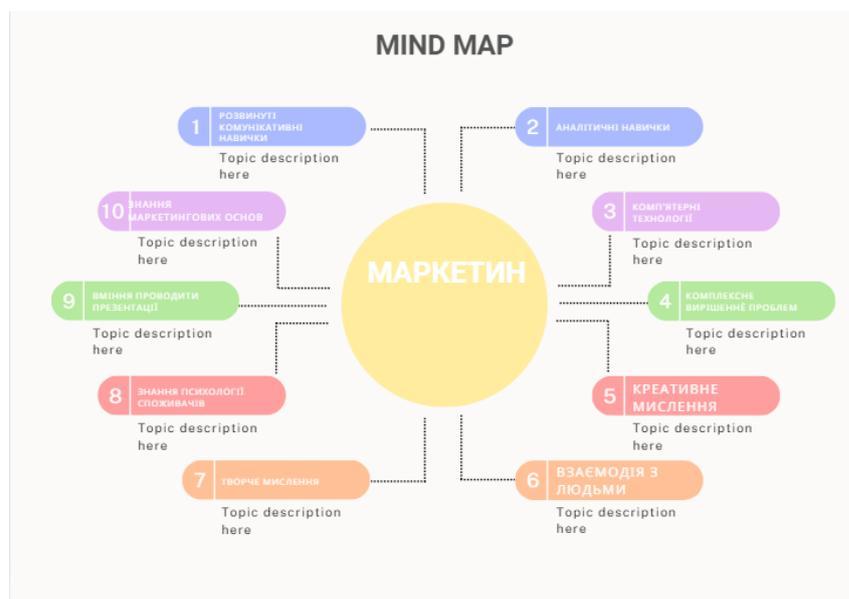 MIND MAP
1
РОЗВИНУТІ
КОМУНІКАТИВНІ
НАВИЧКИ
Topic description
here
2
АНАЛІТИЧНІ НАВИЧКИ
Topic description
here
10
ЗНАННЯ
МАРКЕТИНГОВИХ ОСНОВ
Topic description
here
3
КОМП'ЮТЕРНІ
ТЕХНОЛОГІЇ
Topic description
here
МАРКЕТИН
9
ВМІННЯ ПРОВОДИТИ
ПРЕЗЕНТАЦІЇ
Topic description
here
4
КОМПЛЕКСНЕ
ВИРІШЕННЄ ПРОБЛЕМ
Topic description
here
8
ЗНАННЯ ПСИХОЛОГІЇ
СПОЖИВАЧІВ
Topic description
here
5
КРЕАТИВНЕ
МИСЛЕННЯ
Topic description
here
7
ТВОРЧЕ МИСЛЕННЯ
Topic description
here
6
ВЗАЄМОДІЯ З
ЛЮДЬМИ
Topic description
here